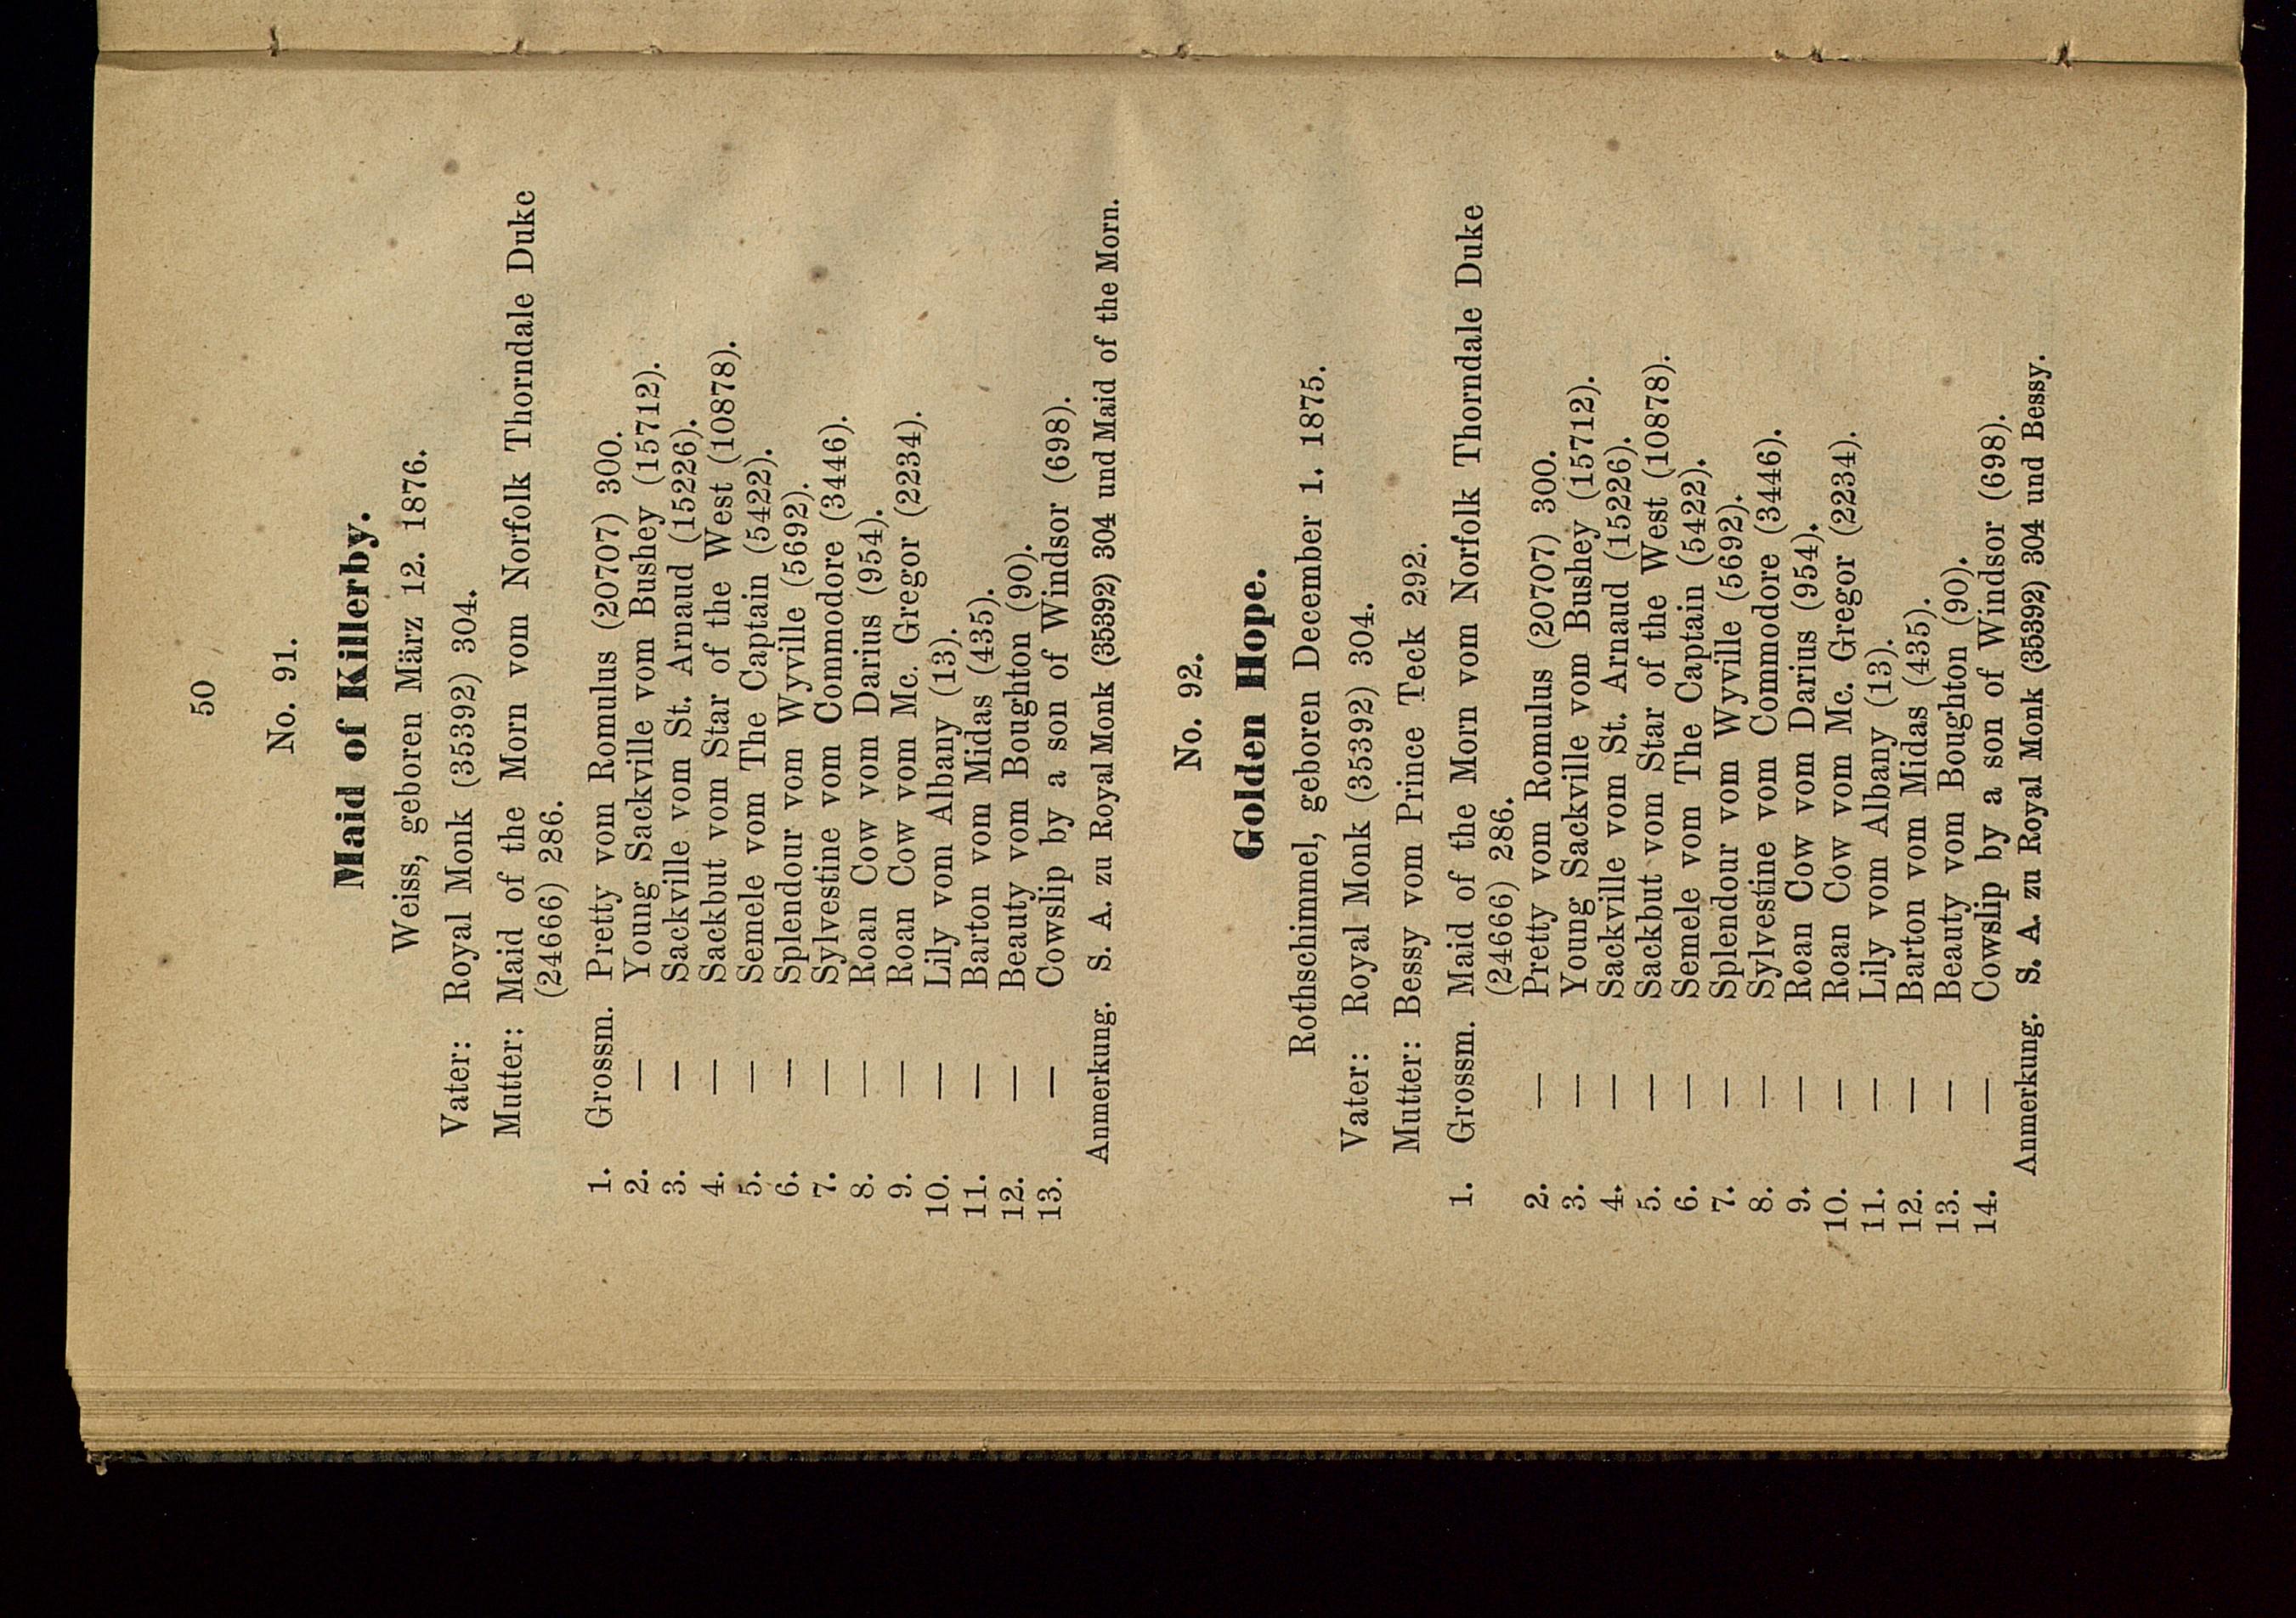 50
No. 91.
Maid of Killerby.
Weiss, geboren März 12. 1876.
Vater: Royal Monk (35392) 304.
Mutter: Maid of the Morn vom Norfolk Thorndale Duke
(24666) 286.
1. Grossm. Pretty vom Romulus (20707) 300.
2. — Young Sackville vom Bushey (15712).
3. — Sackville vom St. Arnaud (15226).
4. — Sackbut vom Star of the West (10878).
5. — Semele vom The Captain (5422).
6. — Splendour vom Wyville (5692).
7. — Sylvestine vom Commodore (3446).
8. — Roan Cow vom Darius (954).
9. — Roan Cow vom Mc. Gregor (2234).
10. — Lily vom Albany (13).
11. — Barton vom Midas (435).
12. — Beauty vom Boughton (90).
13. — Cowslip by a son of Windsor (698).
Anmerkung. S. A. zu Royal Monk (35392) 304 und Maid of the Morn.
No. 92.
Golden Hope.
Rothschimmel, geboren December 1. 1875.
Vater: Royal Monk (35392) 304.
Mutter: Bessy vom Prince Teck 292.
1. Grossm. Maid of the Morn vom Norfolk Thorndale Duke
(24666) 286.
2. — Pretty vom Romulus (20707) 300.
3. — Young Sackville vom Bushey (15712).
4. — Sackville vom St. Arnaud (15226).
5. — Sackbut vom Star of the West (10878).
6. — Semele vom The Captain (5422).
7. — Splendour vom Wyville (5692).
8. — Sylvestine vom Commodore (3446).
9. — Roan Cow vom Darius (954).
10. — Roan Cow vom Mc. Gregor (2234).
11. — Lily vom Albany (13).
12. — Barton vom Midas (435).
13. — Beauty vom Boughton (90).
14. — Cowslip by a son of Windsor (698).
Anmerkung. S. A. zu Royal Monk (35392) 304 und Bessy.